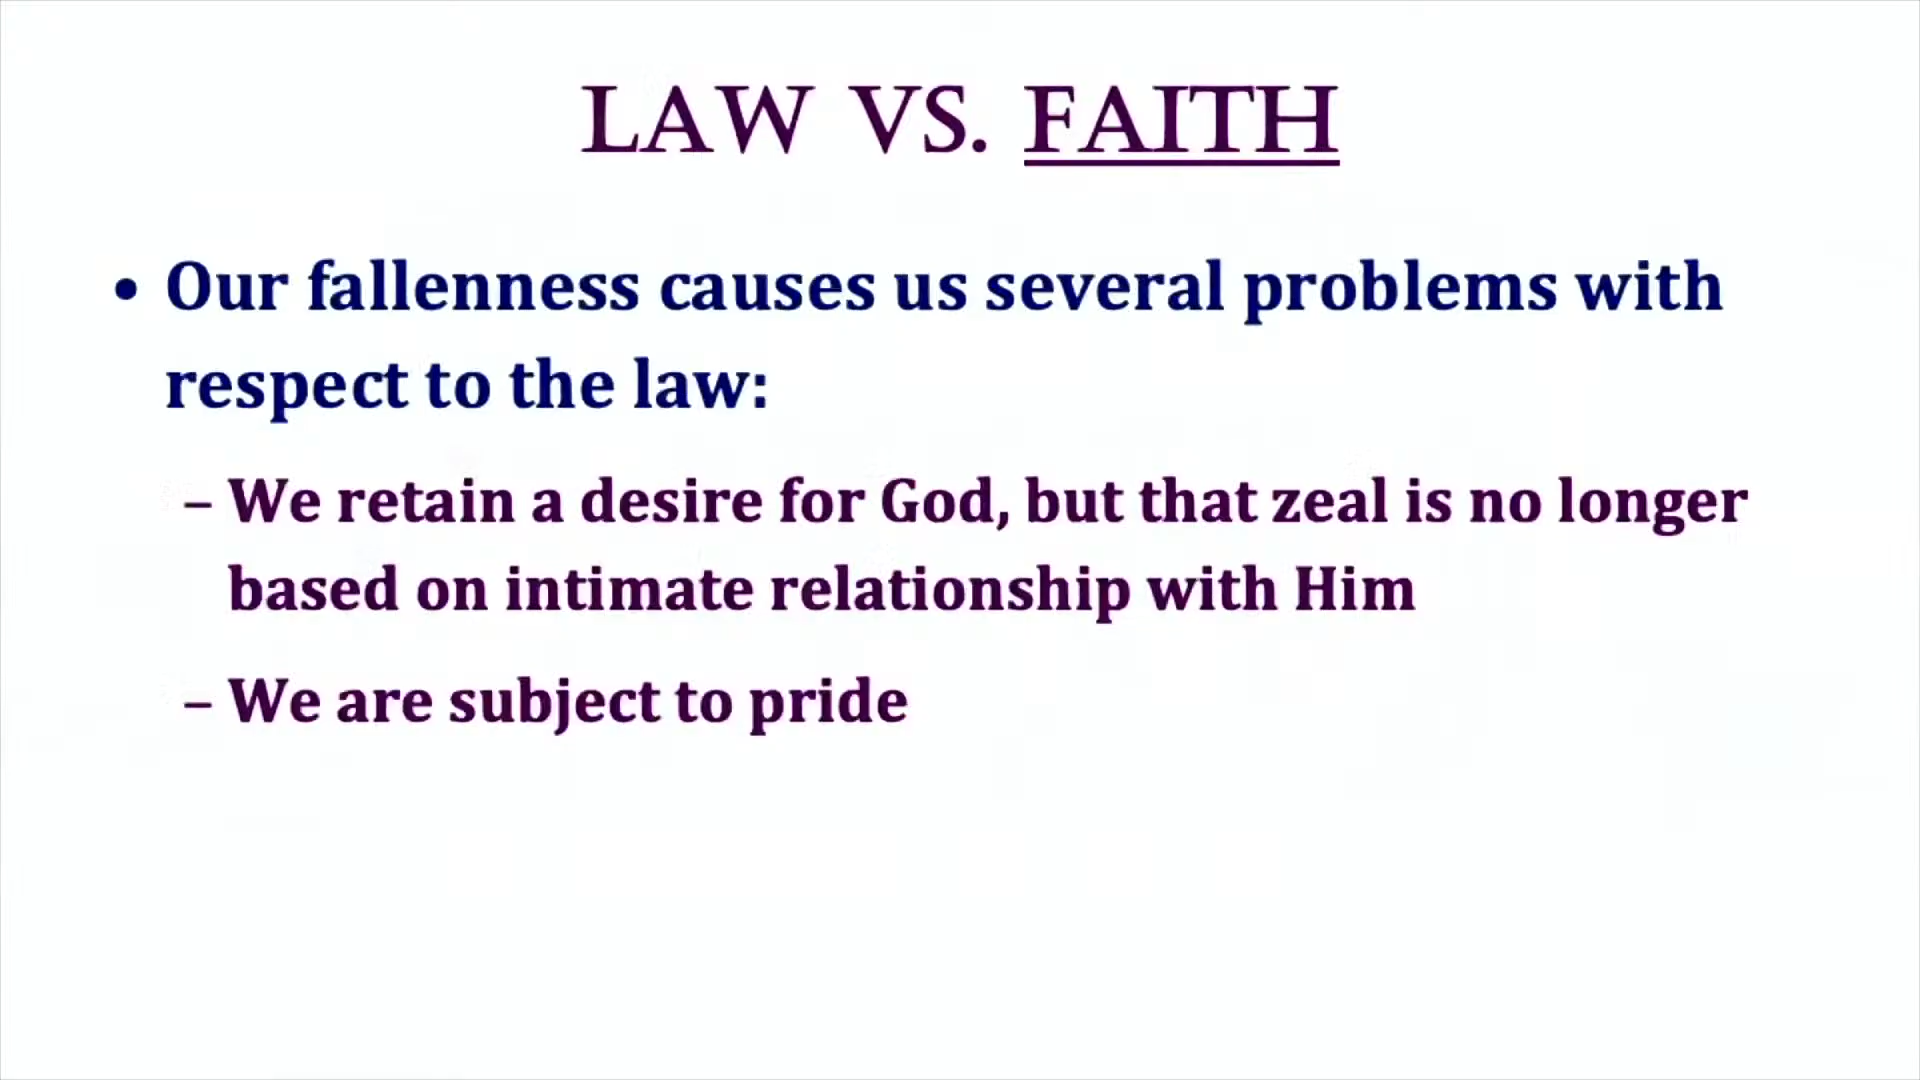 LAW VS. FAITH
• Our fallenness causes us several problems with
respect to the law:
– We retain a desire for God, but that zeal is no longer
based on intimate relationship with Him
– We are subject to pride